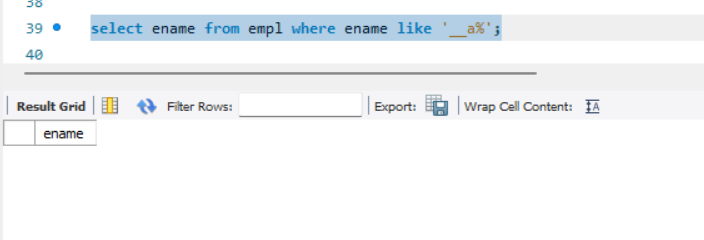 38
39 select ename from empl where ename like '__a%';
40
Result Grid Filter Rows: Export: Wrap Cell Content:
ename